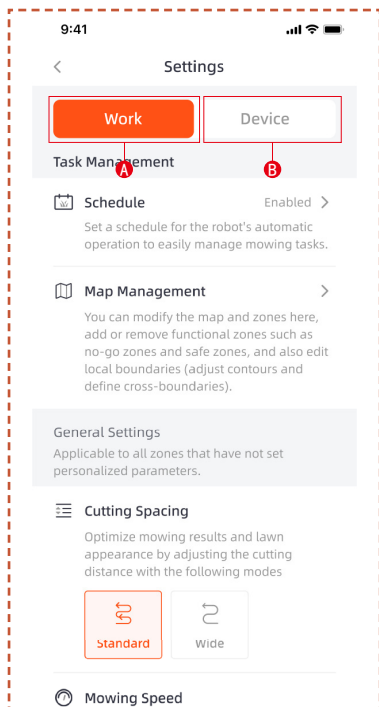 9:41
Settings
Work Device
A B
Task Management
Schedule Enabled
Set a schedule for the robot's automatic
operation to easily manage mowing tasks.
Map Management
You can modify the map and zones here,
add or remove functional zones such as
no-go zones and safe zones, and also edit
local boundaries (adjust contours and
define cross-boundaries).
General Settings
Applicable to all zones that have not set
personalized parameters.
Cutting Spacing
Optimize mowing results and lawn
appearance by adjusting the cutting
distance with the following modes
Standard Wide
Mowing Speed